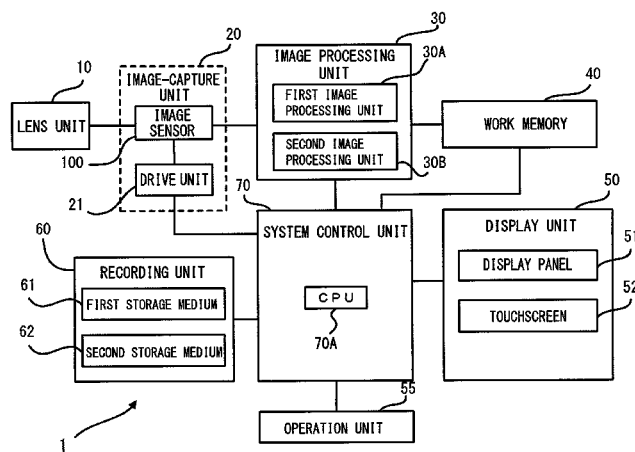 20
IMAGE-CAPTURE
UNIT
10
LENS UNIT
IMAGE
SENSOR
100
DRIVE UNIT
21
30
IMAGE PROCESSING
UNIT
30A
FIRST IMAGE
PROCESSING UNIT
SECOND IMAGE
PROCESSING UNIT
30B
40
WORK MEMORY
70
SYSTEM CONTROL UNIT
CPU
70A
50
DISPLAY UNIT
51
DISPLAY PANEL
52
TOUCHSCREEN
60
RECORDING UNIT
61
FIRST STORAGE MEDIUM
62
SECOND STORAGE MEDIUM
55
OPERATION UNIT
1